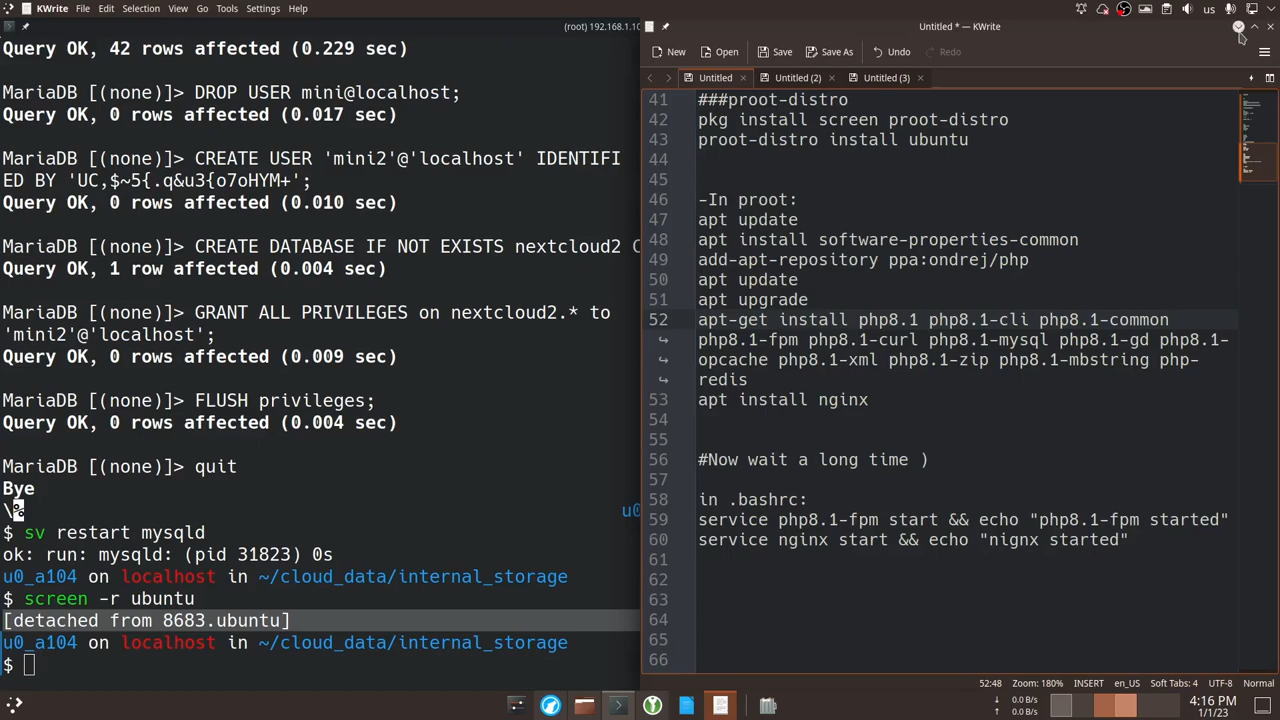 KWrite File Edit Selection View Go Tools Settings Help
us
(root) 192.168.1.10
Untitled * — KWrite
New Open Save Save As Undo Redo
Untitled Untitled (2) Untitled (3)
Query OK, 42 rows affected (0.229 sec)
MariaDB [(none)]> DROP USER mini@localhost;
Query OK, 0 rows affected (0.017 sec)
MariaDB [(none)]> CREATE USER 'mini2'@'localhost' IDENTIFI
ED BY 'UC,$~5{.q&u3{o7oHYM+';
Query OK, 0 rows affected (0.010 sec)
MariaDB [(none)]> CREATE DATABASE IF NOT EXISTS nextcloud2 C
Query OK, 1 row affected (0.004 sec)
MariaDB [(none)]> GRANT ALL PRIVILEGES on nextcloud2.* to
'mini2'@'localhost';
Query OK, 0 rows affected (0.009 sec)
MariaDB [(none)]> FLUSH privileges;
Query OK, 0 rows affected (0.004 sec)
MariaDB [(none)]> quit
Bye
\%
u0
$ sv restart mysqld
ok: run: mysqld: (pid 31823) 0s
u0_a104 on localhost in ~/cloud_data/internal_storage
$ screen -r ubuntu
[detached from 8683.ubuntu]
u0_a104 on localhost in ~/cloud_data/internal_storage
$
41 ###proot-distro
42 pkg install screen proot-distro
43 proot-distro install ubuntu
44
45
46 -In proot:
47 apt update
48 apt install software-properties-common
49 add-apt-repository ppa:ondrej/php
50 apt update
51 apt upgrade
52 apt-get install php8.1 php8.1-cli php8.1-common
php8.1-fpm php8.1-curl php8.1-mysql php8.1-gd php8.1-
opcache php8.1-xml php8.1-zip php8.1-mbstring php-
redis
53 apt install nginx
54
55
56 #Now wait a long time )
57
58 in .bashrc:
59 service php8.1-fpm start && echo "php8.1-fpm started"
60 service nginx start && echo "nignx started"
61
62
63
64
65
66
52:48 Zoom: 180% INSERT en_US Soft Tabs: 4 UTF-8 Normal
0.0 B/s
0.0 B/s
4:16 PM
1/1/23